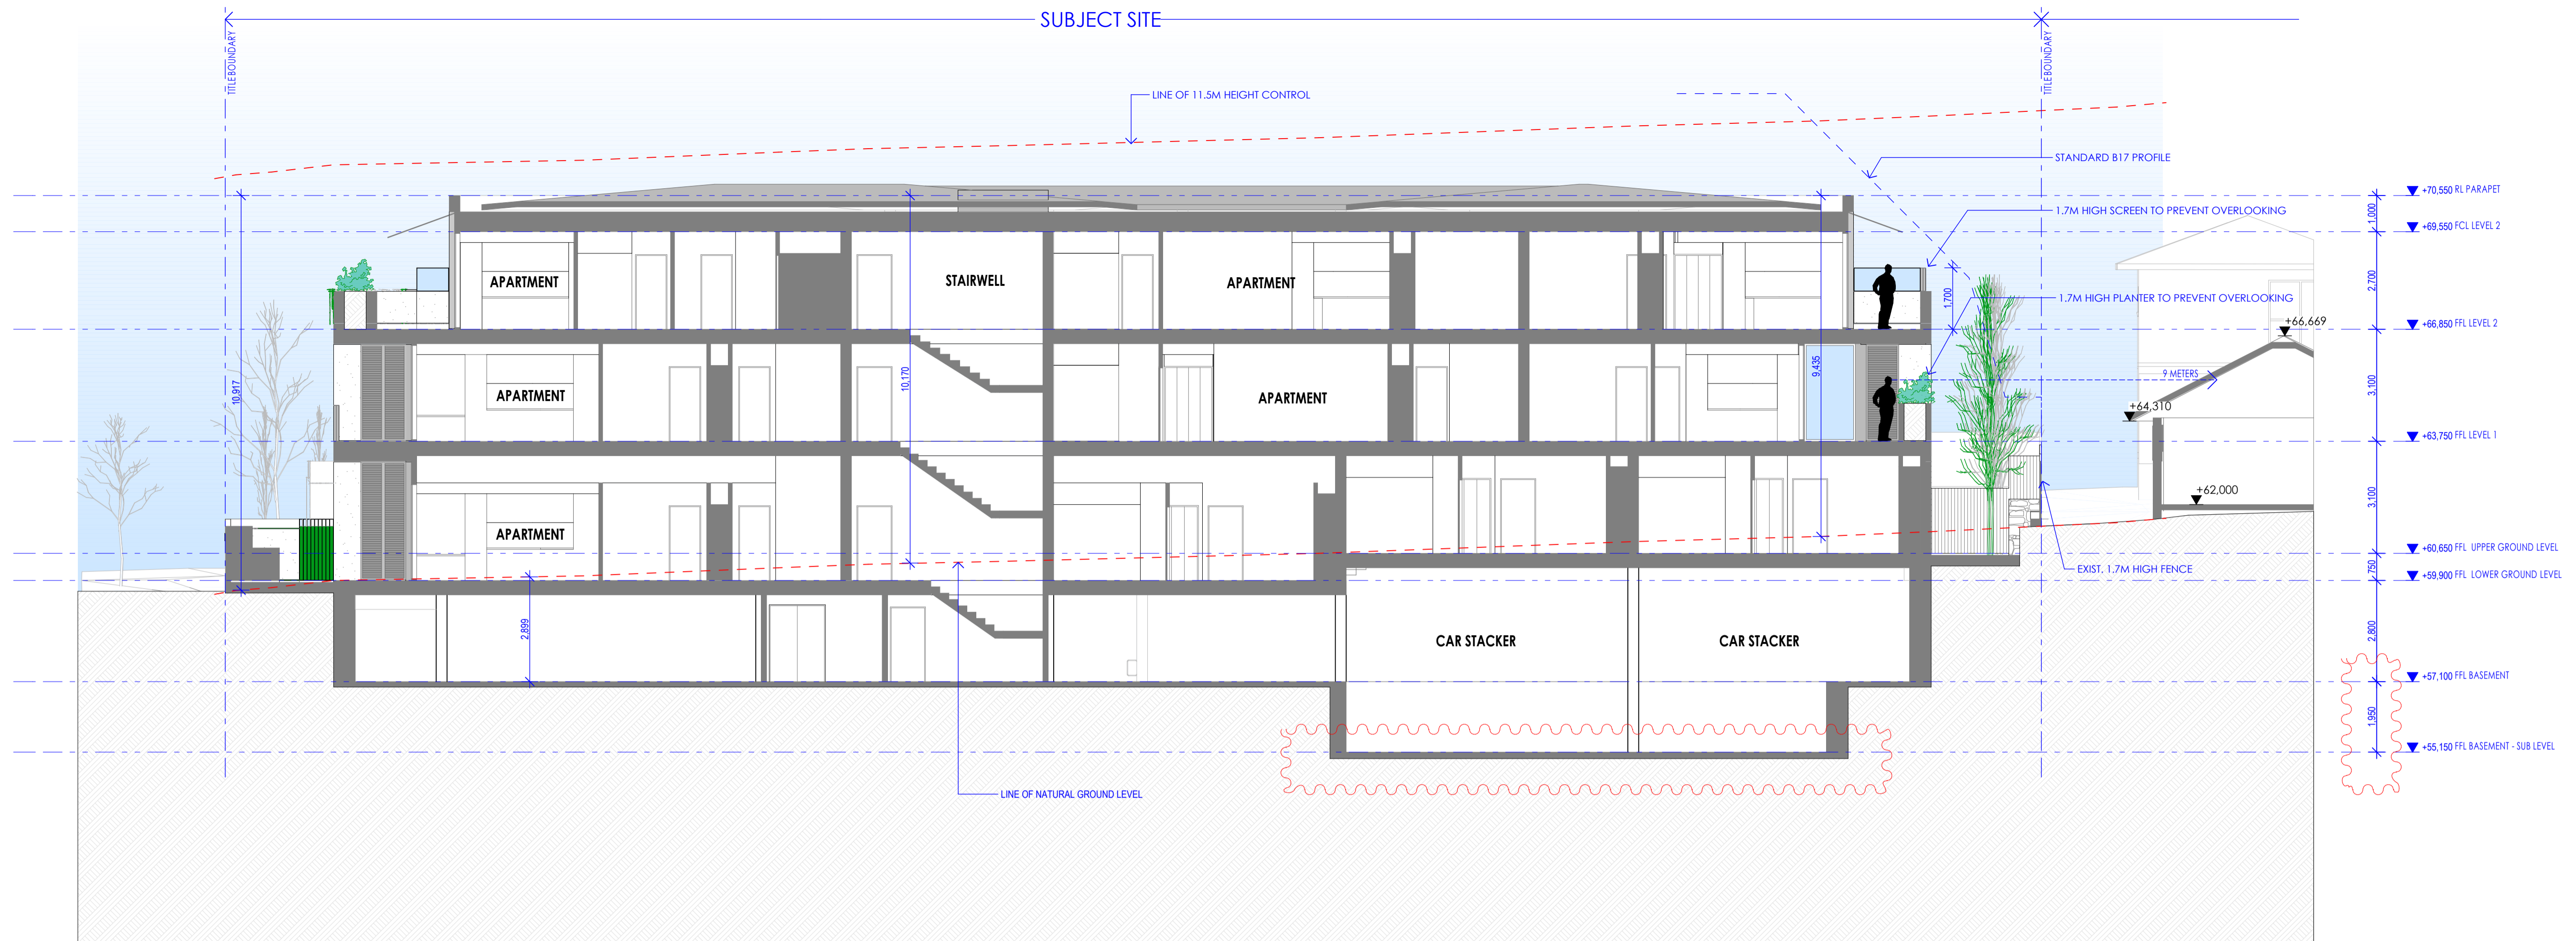 SUBJECT SITE
TITLE BOUNDARY
TITLE BOUNDARY
LINE OF 11.5M HEIGHT CONTROL
STANDARD B17 PROFILE
+70,550 RL PARAPET
1.7M HIGH SCREEN TO PREVENT OVERLOOKING
1,000
+69,550 FCL LEVEL 2
APARTMENT
STAIRWELL
APARTMENT
1,700
2,700
1.7M HIGH PLANTER TO PREVENT OVERLOOKING
+66,669
+66,850 FFL LEVEL 2
10,917
10,170
9,435
9 METERS
3,100
APARTMENT
APARTMENT
+64,310
+63,750 FFL LEVEL 1
+62,000
3,100
APARTMENT
+60,650 FFL UPPER GROUND LEVEL
750
EXIST. 1.7M HIGH FENCE
+59,900 FFL LOWER GROUND LEVEL
2,899
CAR STACKER
CAR STACKER
2,800
+57,100 FFL BASEMENT
1,950
+55,150 FFL BASEMENT - SUB LEVEL
LINE OF NATURAL GROUND LEVEL